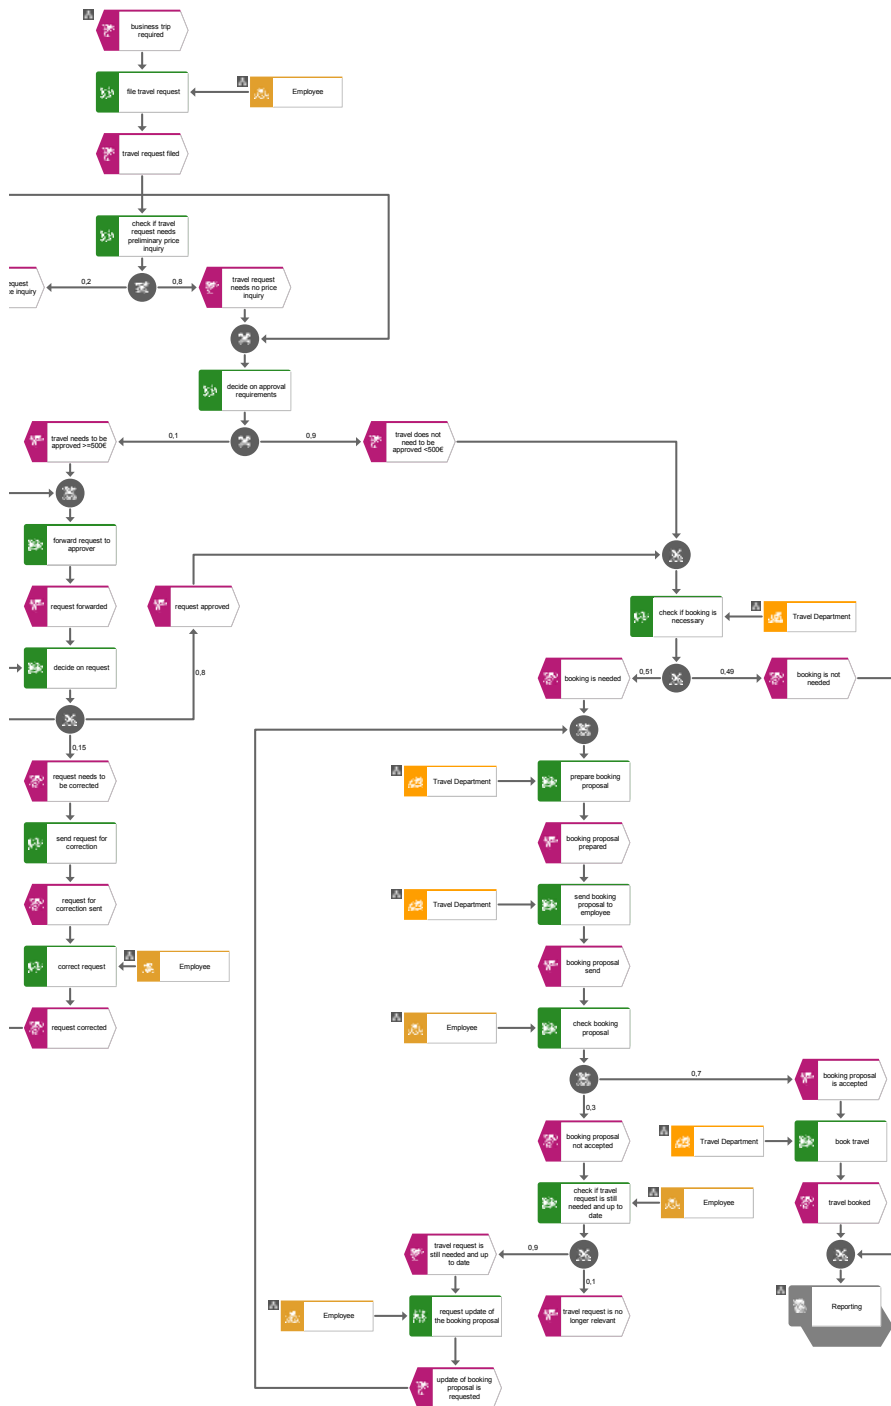 business trip
required
file travel request
Employee
travel request filed
check if travel
request needs
preliminary price
inquiry
0,2
0,8
travel request
needs no price
inquiry
inquiry
decide on approval
requirements
travel needs to be
approved >=500€
0,1
0,9
travel does not
need to be
approved <500€
forward request to
approver
request forwarded
request approved
check if booking is
necessary
Travel Department
decide on request
0,8
booking is needed
0,51
0,49
booking is not
needed
0,15
request needs to
be corrected
Travel Department
prepare booking
proposal
send request for
correction
booking proposal
prepared
request for
correction sent
Travel Department
send booking
proposal to
employee
correct request
Employee
booking proposal
send
request corrected
Employee
check booking
proposal
0,7
booking proposal
is accepted
0,3
booking proposal
not accepted
Travel Department
book travel
check if travel
request is still
needed and up to
date
Employee
travel booked
travel request is
still needed and up
to date
0,9
0,1
Employee
request update of
the booking proposal
travel request is no
longer relevant
Reporting
update of booking
proposal is
requested